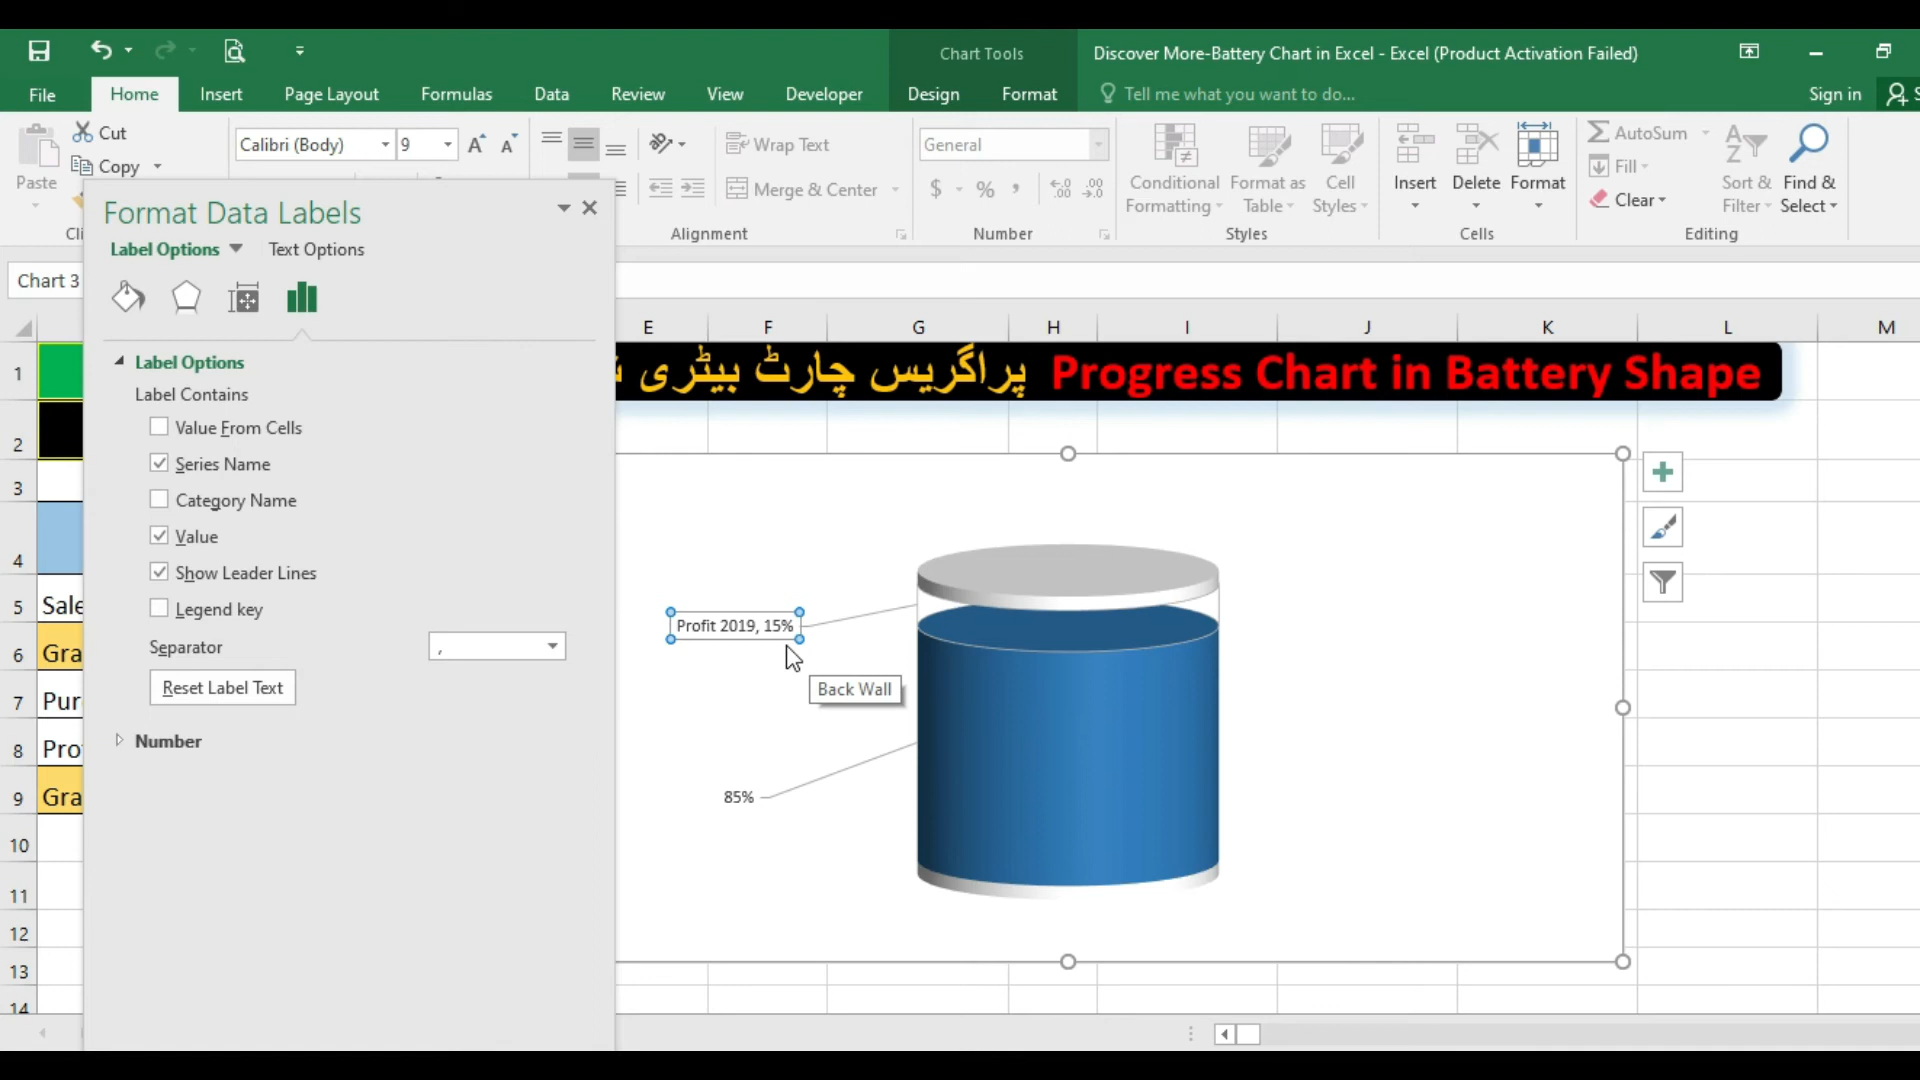 Chart Tools
Discover More-Battery Chart in Excel - Excel (Product Activation Failed)
File Home Insert Page Layout Formulas Data Review View Developer Design Format Tell me what you want to do... Sign in
Cut
Copy
Paste
Calibri (Body) 9
Wrap Text
Merge & Center
Alignment
General
$ % ,
Number
Conditional Formatting
Format as Table
Cell Styles
Styles
Insert Delete Format
Cells
AutoSum
Fill
Clear
Sort & Filter
Find & Select
Editing
Format Data Labels
Label Options Text Options
Chart 3
E F G H I J K L M
پراگریس چارٹ بیٹری Progress Chart in Battery Shape
Label Options
Label Contains
Value From Cells
Series Name
Category Name
Value
Show Leader Lines
Legend key
Separator ,
Reset Label Text
Number
1
2
3
4
5 Sale
6 Gra
7 Pur
8 Pro
9 Gra
10
11
12
13
14
Profit 2019, 15%
Back Wall
85%